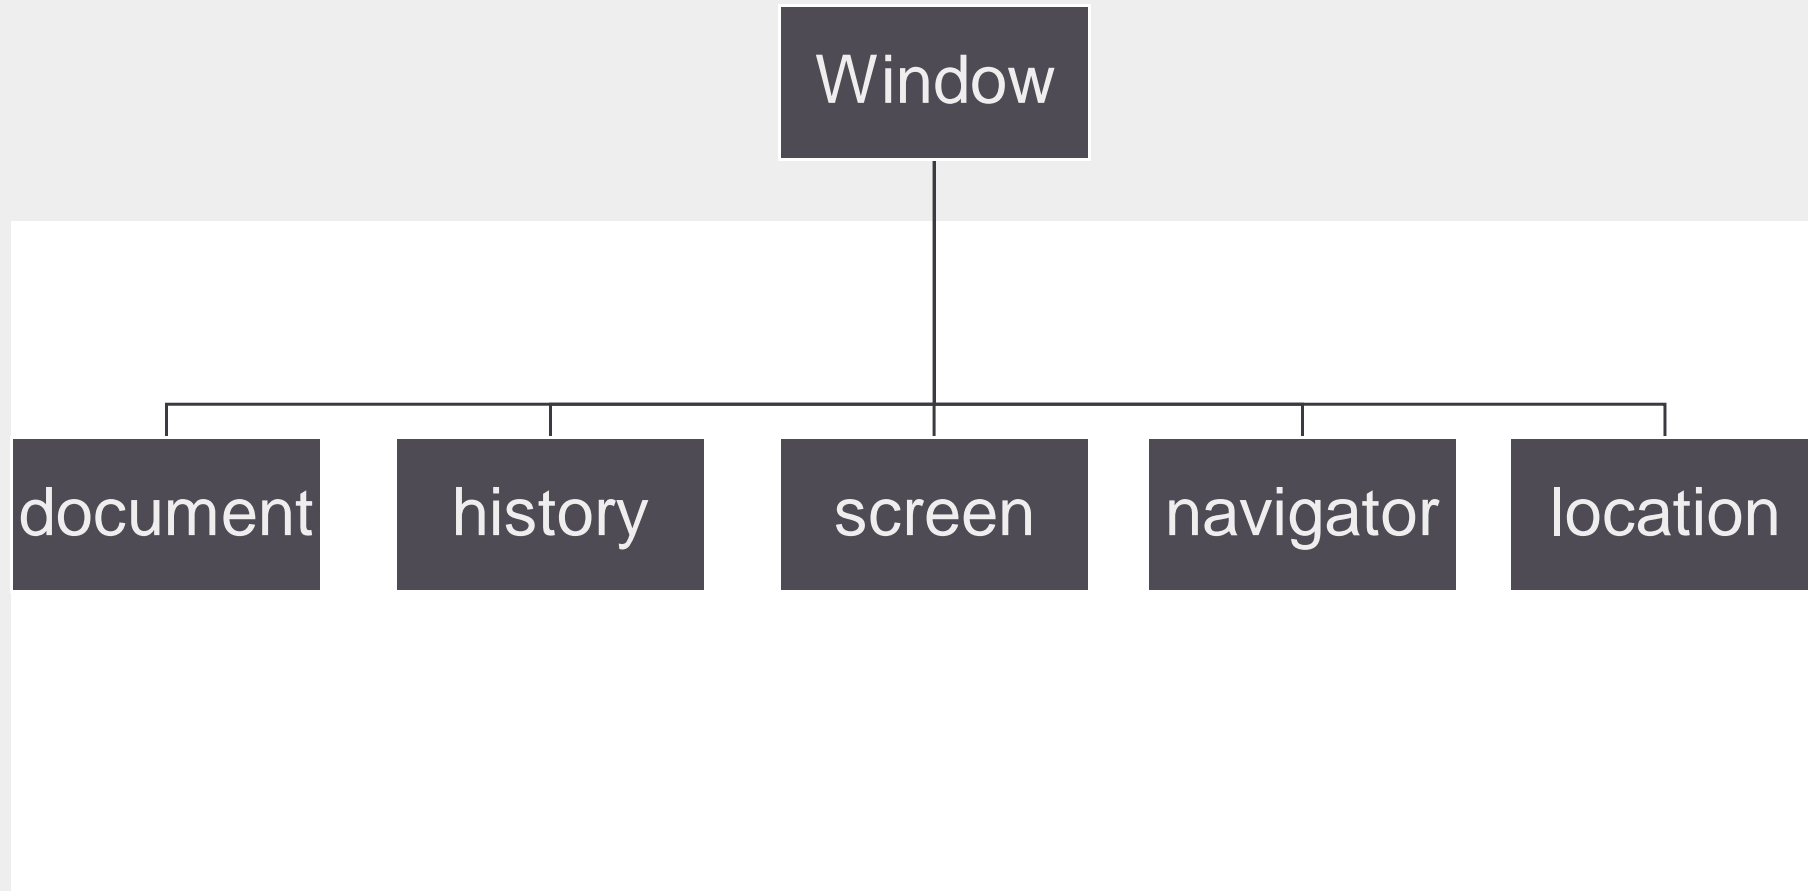 Window
document
history
screen
navigator
location